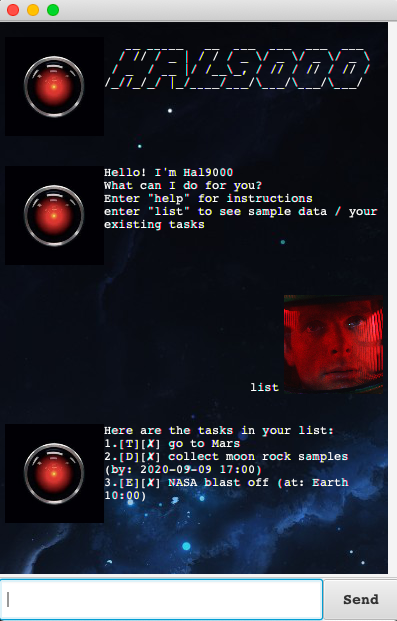 HAL9000
Hello! I'm Hal9000
What can I do for you?
Enter "help" for instructions
enter "list" to see sample data / your
existing tasks
list
Here are the tasks in your list:
1.[T][✗] go to Mars
2.[D][✗] collect moon rock samples
(by: 2020-09-09 17:00)
3.[E][✗] NASA blast off (at: Earth
10:00)
Send